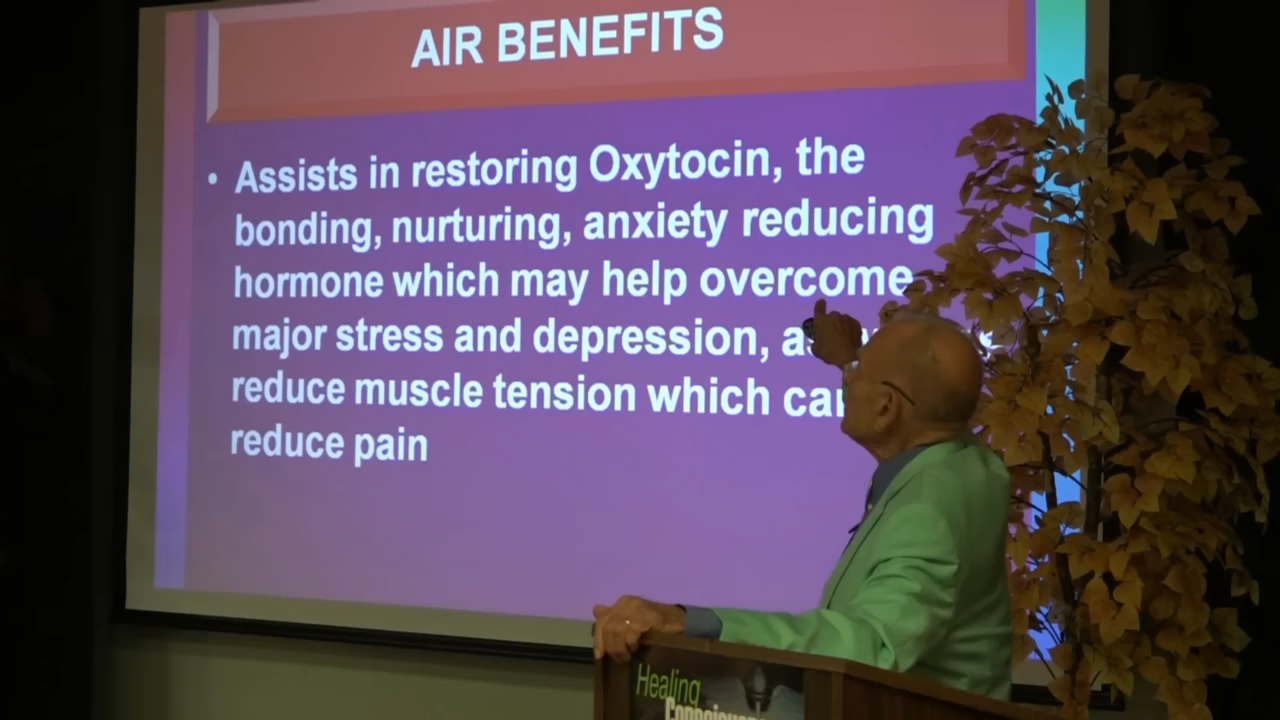 AIR BENEFITS
• Assists in restoring Oxytocin, the
bonding, nurturing, anxiety reducing
hormone which may help overcome
major stress and depression,
reduce muscle tension which
reduce pain
Healing